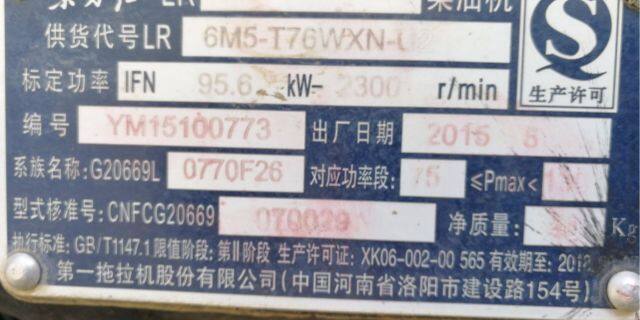 柴油机
供货代号LR 6M5-T76WXN-U2
标定功率 IFN 95.6 kW- 2300 r/min
Q 生产许可
编号 YM15100773 出厂日期 2015 5
系族名称:G20669L 0770F26 对应功率段: 75 ≤Pmax<
型式核准号:CNFCG20669 070029 净质量: Kg
执行标准: GB/T1147.1 限值阶段: 第Ⅱ阶段 生产许可证: XK06-002-00 565 有效期至:
第一拖拉机股份有限公司(中国河南省洛阳市建设路154号)